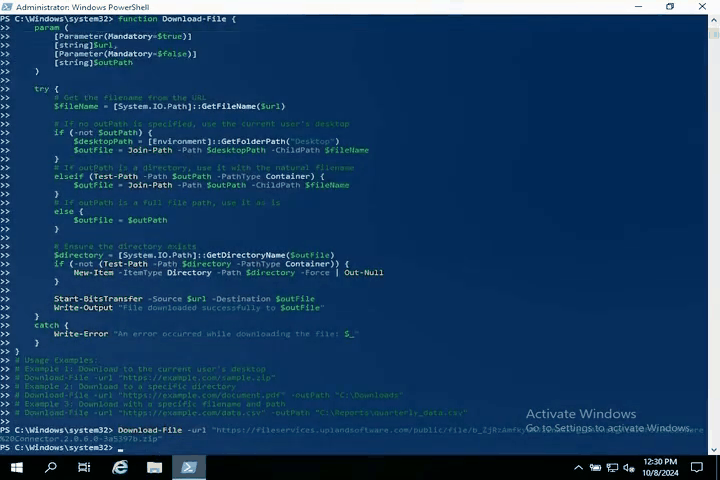 Administrator: Windows PowerShell
PS C:\Windows\system32> function Download-File {
>>     param (
>>         [Parameter(Mandatory=$true)]
>>         [string]$url,
>>         [Parameter(Mandatory=$false)]
>>         [string]$outPath
>>     )
>>
>>     try {
>>         # Get the filename from the URL
>>         $fileName = [System.IO.Path]::GetFileName($url)
>>
>>         # If no outPath is specified, use the current user's desktop
>>         if (-not $outPath) {
>>             $desktopPath = [Environment]::GetFolderPath("Desktop")
>>             $outFile = Join-Path -Path $desktopPath -ChildPath $fileName
>>         }
>>         # If outPath is a directory, use it with the natural filename
>>         elseif (Test-Path -Path $outPath -PathType Container) {
>>             $outFile = Join-Path -Path $outPath -ChildPath $fileName
>>         }
>>         # If outPath is a full file path, use it as is
>>         else {
>>             $outFile = $outPath
>>         }
>>
>>         # Ensure the directory exists
>>         $directory = [System.IO.Path]::GetDirectoryName($outFile)
>>         if (-not (Test-Path -Path $directory -PathType Container)) {
>>             New-Item -ItemType Directory -Path $directory -Force | Out-Null
>>         }
>>
>>         Start-BitsTransfer -Source $url -Destination $outFile
>>         Write-Output "File downloaded successfully to $outFile"
>>     }
>>     catch {
>>         Write-Error "An error occurred while downloading the file: $_"
>>     }
>> }
>> # Usage Examples:
>> # Example 1: Download to the current user's desktop
>> # Download-File -url "https://example.com/sample.zip"
>> # Example 2: Download to a specific directory
>> # Download-File -url "https://example.com/document.pdf" -outPath "C:\Downloads"
>> # Example 3: Download with a specific filename and path
>> # Download-File -url "https://example.com/data.csv" -outPath "C:\Reports\quarterly_data.csv"
>>
PS C:\Windows\system32> Download-File -url
%20Connector.2.0.6.0-3a5397b.zip"
PS C:\Windows\system32>
Activate Windows
Go to Settings to activate Windows.
12:30 PM
10/8/2024